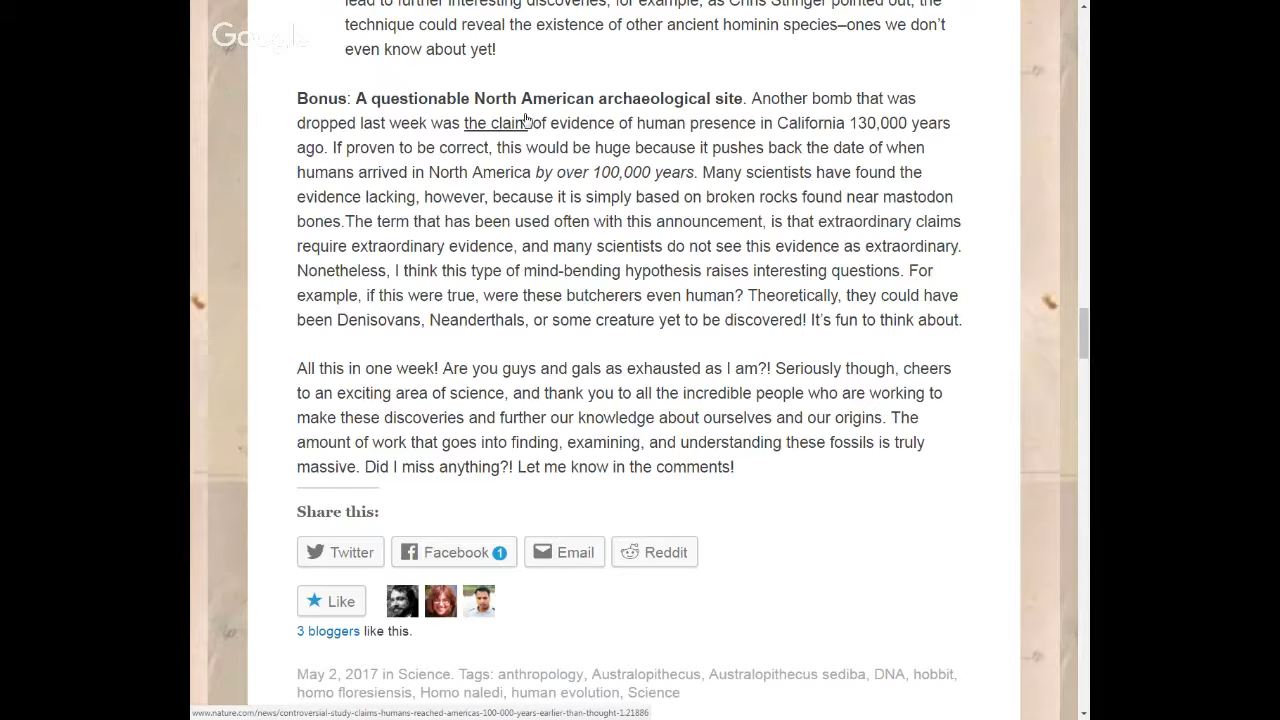 lead to further interesting discoveries, for example, as Chris Stringer pointed out, the
technique could reveal the existence of other ancient hominin species–ones we don't
even know about yet!
Google
Bonus: A questionable North American archaeological site. Another bomb that was
dropped last week was the claim of evidence of human presence in California 130,000 years
ago. If proven to be correct, this would be huge because it pushes back the date of when
humans arrived in North America by over 100,000 years. Many scientists have found the
evidence lacking, however, because it is simply based on broken rocks found near mastodon
bones.The term that has been used often with this announcement, is that extraordinary claims
require extraordinary evidence, and many scientists do not see this evidence as extraordinary.
Nonetheless, I think this type of mind-bending hypothesis raises interesting questions. For
example, if this were true, were these butcherers even human? Theoretically, they could have
been Denisovans, Neanderthals, or some creature yet to be discovered! It's fun to think about.
All this in one week! Are you guys and gals as exhausted as I am?! Seriously though, cheers
to an exciting area of science, and thank you to all the incredible people who are working to
make these discoveries and further our knowledge about ourselves and our origins. The
amount of work that goes into finding, examining, and understanding these fossils is truly
massive. Did I miss anything?! Let me know in the comments!
Share this:
Twitter Facebook 1 Email Reddit
Like
3 bloggers like this.
May 2, 2017 in Science. Tags: anthropology, Australopithecus, Australopithecus sediba, DNA, hobbit,
homo floresiensis, Homo naledi, human evolution, Science
www.nature.com/news/controversial-study-claims-humans-reached-americas-100-000-years-earlier-than-thought-1.21886